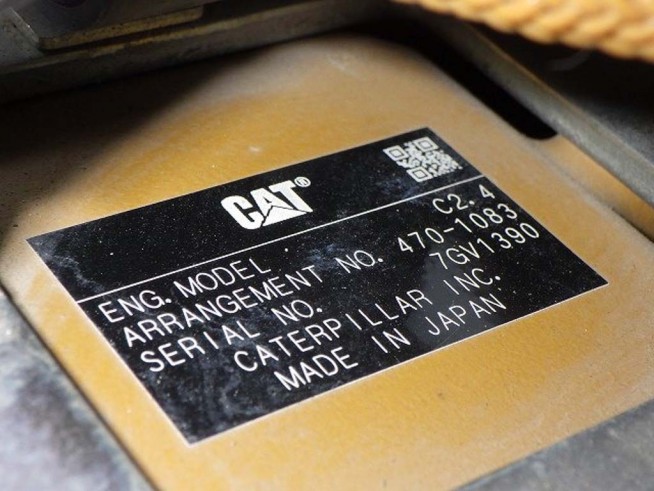 CAT®
ENG. MODEL C2.4
ARRANGEMENT NO. 470-1083
SERIAL NO. 7GV1390
CATERPILLAR INC.
MADE IN JAPAN